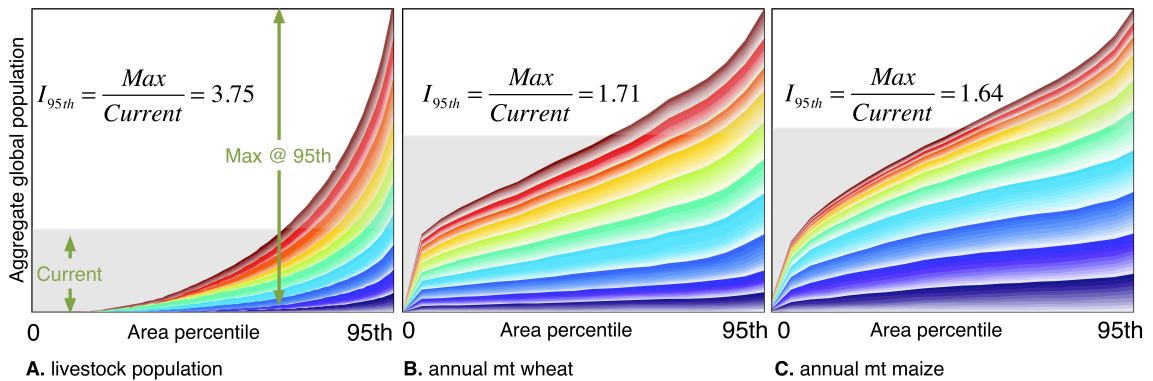 Aggregate global population
I95th = Max / Current = 3.75
Max @ 95th
Current
0 Area percentile 95th
A. livestock population
I95th = Max / Current = 1.71
0 Area percentile 95th
B. annual mt wheat
I95th = Max / Current = 1.64
0 Area percentile 95th
C. annual mt maize